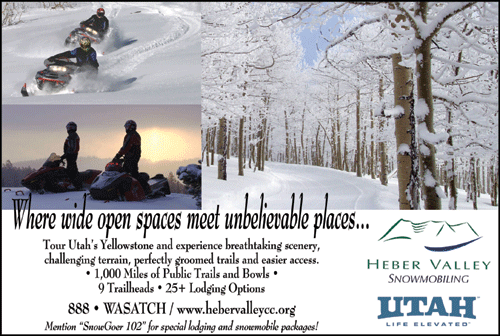 Where wide open spaces meet unbelievable places...
Tour Utah's Yellowstone and experience breathtaking scenery,
challenging terrain, perfectly groomed trails and easier access.
• 1,000 Miles of Public Trails and Bowls •
9 Trailheads • 25+ Lodging Options
888 • WASATCH / www.hebervalleycc.org
Mention "SnowGoer 102" for special lodging and snowmobile packages!
HEBER VALLEY
SNOWMOBILING
UTAH
LIFE ELEVATED